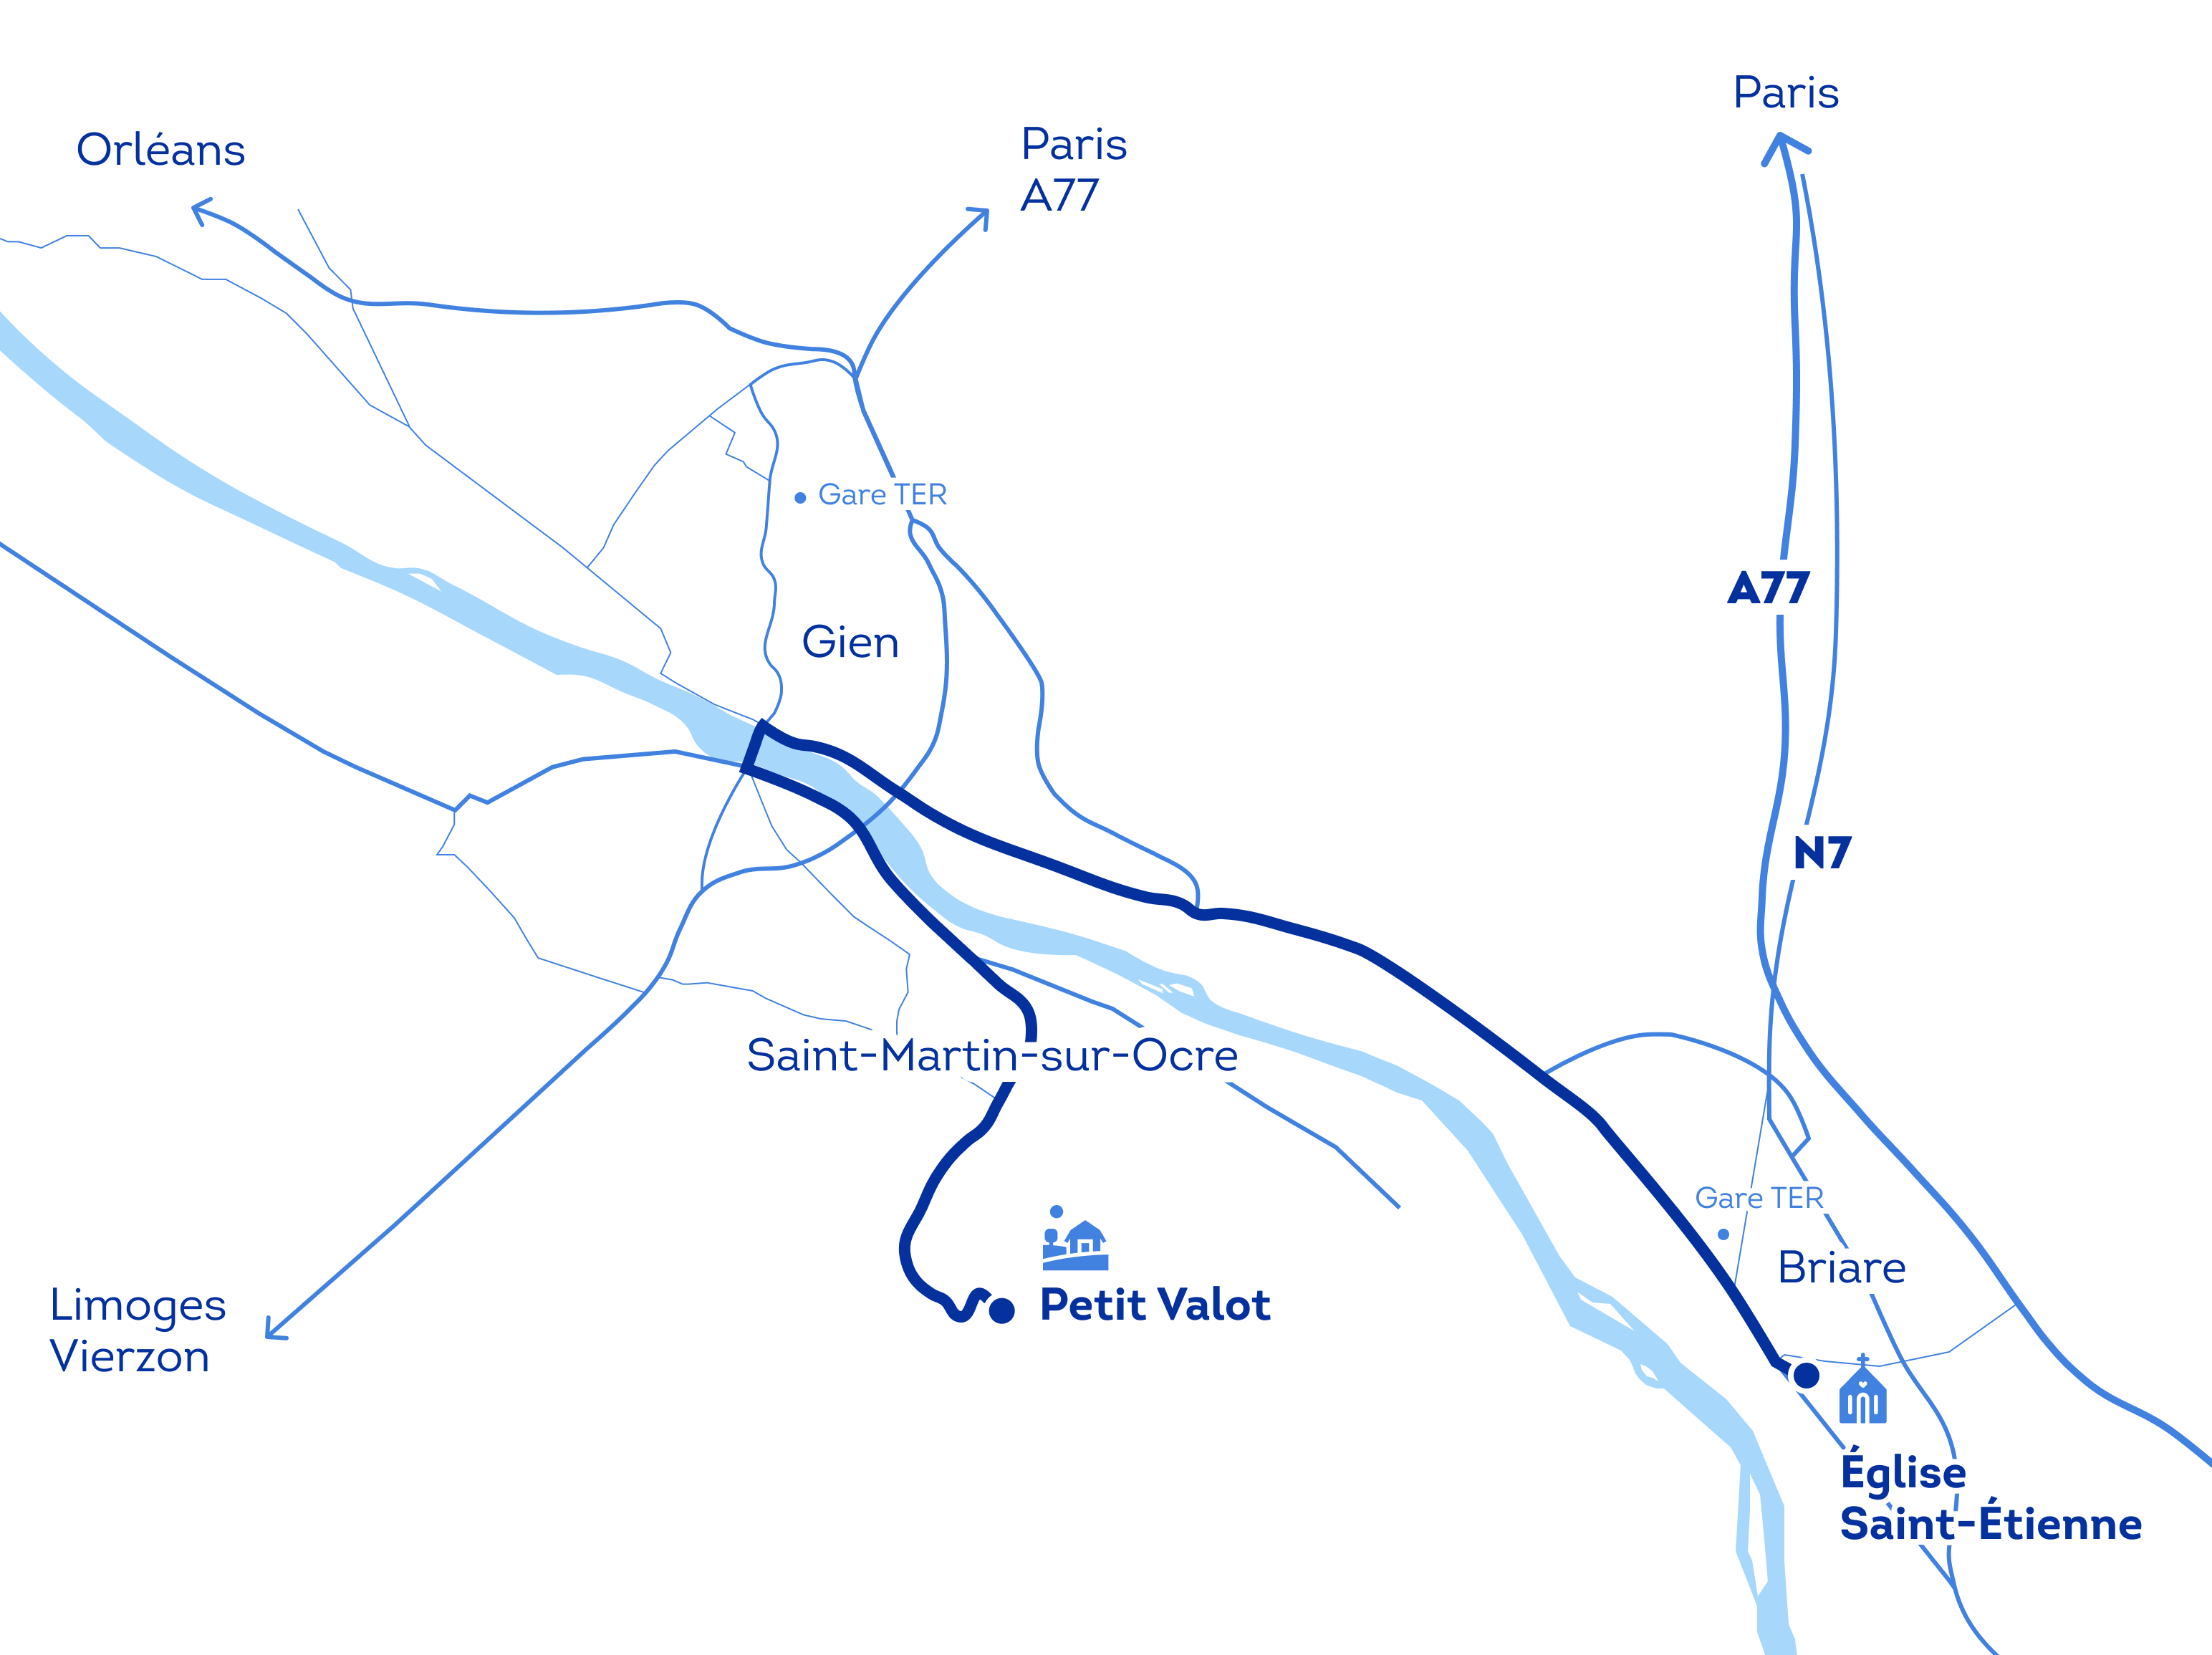 Paris
Orléans
Paris
A77
Gare TER
A77
Gien
N7
Saint-Martin-sur-Ocre
Gare TER
Briare
Petit Valot
Limoges
Vierzon
Église
Saint-Étienne